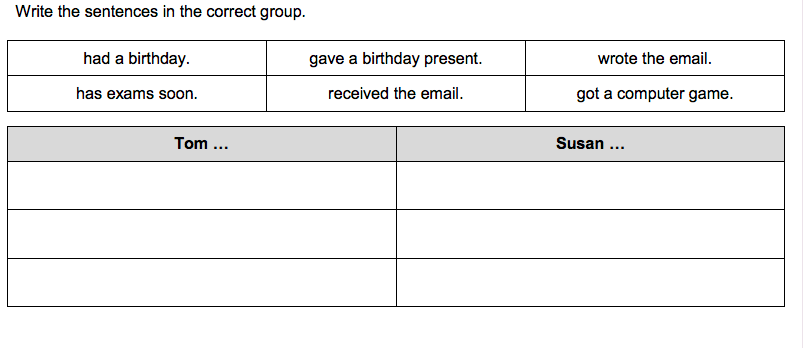 Write the sentences in the correct group.
had a birthday. gave a birthday present. wrote the email.
has exams soon. received the email. got a computer game.
Tom … Susan …